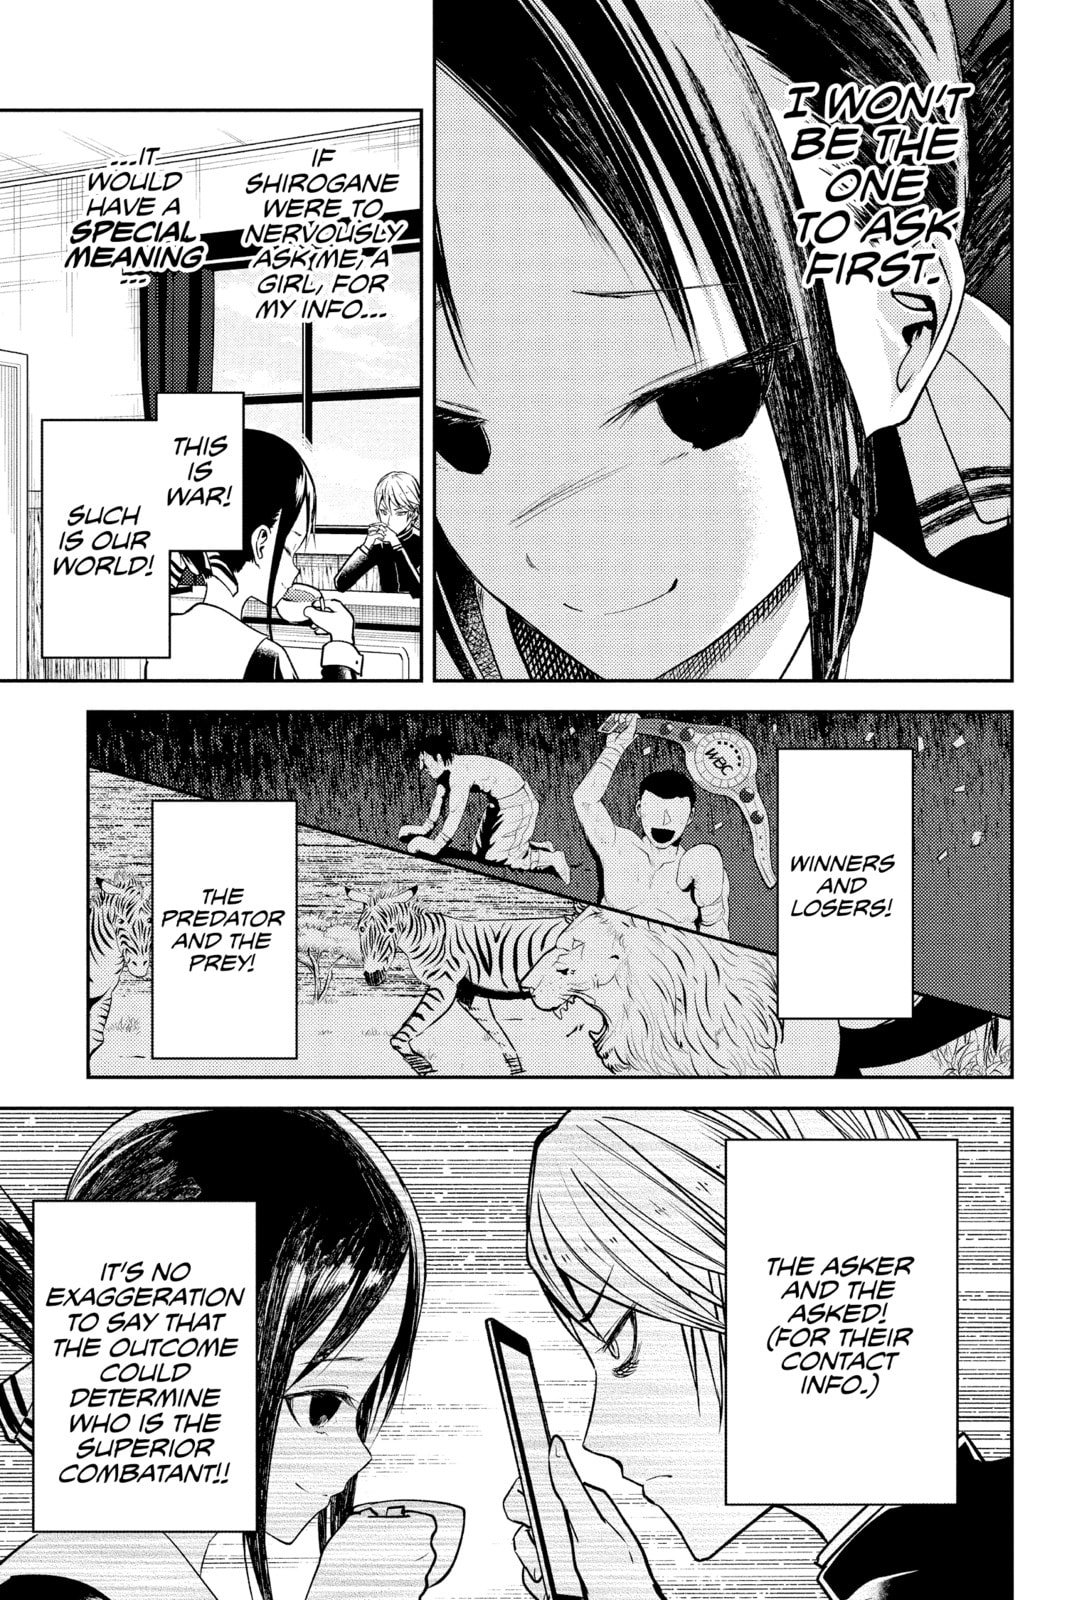 I WON'T
BE THE
ONE
TO ASK
FIRST.
IF
SHIROGANE
WERE TO
NERVOUSLY
ASK ME, A
GIRL, FOR
MY INFO...
...IT
WOULD
HAVE A
SPECIAL
MEANING
...
THIS
IS
WAR!
SUCH
IS OUR
WORLD!
WBC
WINNERS
AND
LOSERS!
THE
PREDATOR
AND THE
PREY!
THE ASKER
AND THE
ASKED!
(FOR THEIR
CONTACT
INFO.)
IT'S NO
EXAGGERATION
TO SAY THAT
THE OUTCOME
COULD
DETERMINE
WHO IS THE
SUPERIOR
COMBATANT!!